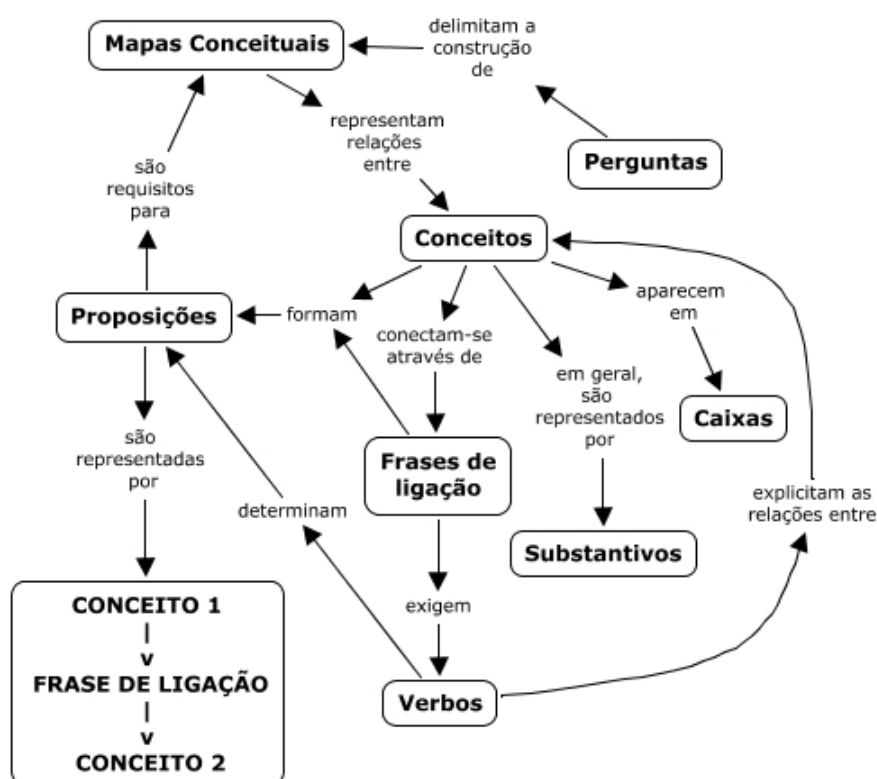 Mapas Conceituais
delimitam a
construção
de
representam
relações
entre
Perguntas
são
requisitos
para
Conceitos
aparecem
em
Proposições
formam
conectam-se
através de
em geral,
são
representados
por
Caixas
são
representadas
por
Frases de
ligação
explicitam as
relações entre
determinam
Substantivos
CONCEITO 1
|
v
FRASE DE LIGAÇÃO
|
v
CONCEITO 2
exigem
Verbos